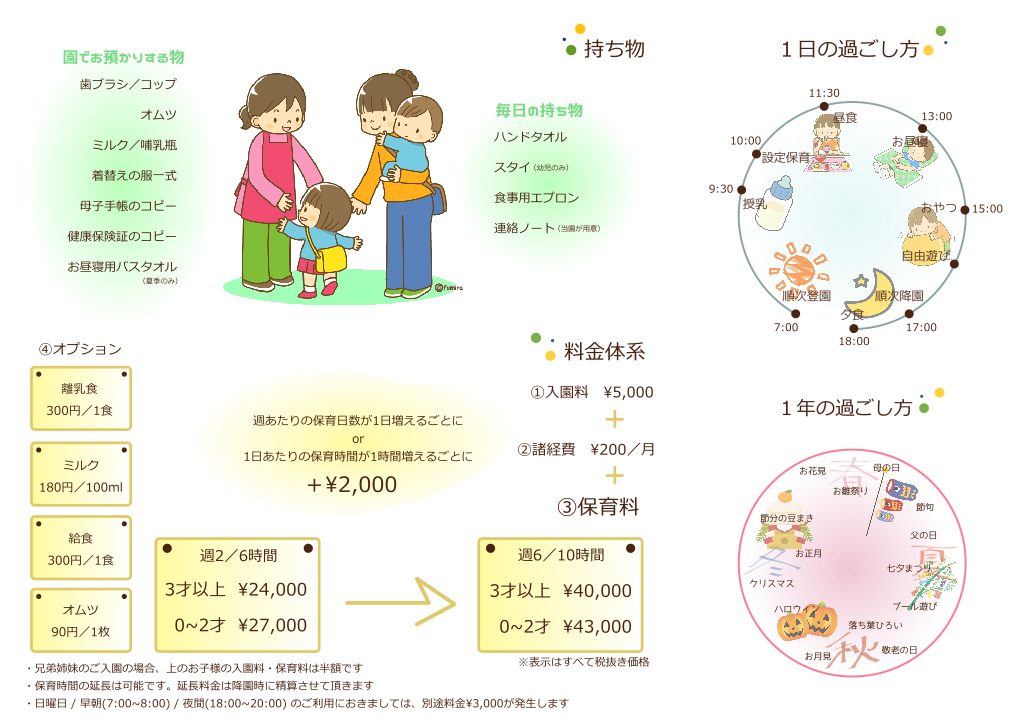 持ち物
園でお預かりする物
歯ブラシ／コップ
オムツ
ミルク／哺乳瓶
着替えの服一式
母子手帳のコピー
健康保険証のコピー
お昼寝用バスタオル
（夏季のみ）
©fumira
毎日の持ち物
ハンドタオル
スタイ（幼児のみ）
食事用エプロン
連絡ノート（当園が用意）
１日の過ごし方
11:30
昼食
13:00
お昼寝
10:00
設定保育
9:30
授乳
おやつ
15:00
自由遊び
順次登園
順次降園
夕食
7:00
17:00
18:00
料金体系
①入園料　¥5,000
＋
②諸経費　¥200／月
＋
③保育料
週あたりの保育日数が1日増えるごとに
or
1日あたりの保育時間が1時間増えるごとに
＋¥2,000
週2／6時間
3才以上　¥24,000
0~2才　¥27,000
週6／10時間
3才以上　¥40,000
0~2才　¥43,000
※表示はすべて税抜き価格
④オプション
離乳食
300円／1食
ミルク
180円／100ml
給食
300円／1食
オムツ
90円／1枚
・兄弟姉妹のご入園の場合、上のお子様の入園料・保育料は半額です
・保育時間の延長は可能です。延長料金は降園時に精算させて頂きます
・日曜日 / 早朝(7:00~8:00) / 夜間(18:00~20:00) のご利用におきましては、別途料金¥3,000が発生します
１年の過ごし方
春
お花見
母の日
お雛祭り
節句
節分の豆まき
父の日
夏
お正月
冬
七夕まつり
クリスマス
プール遊び
ハロウィン
落ち葉ひろい
秋
お月見
敬老の日